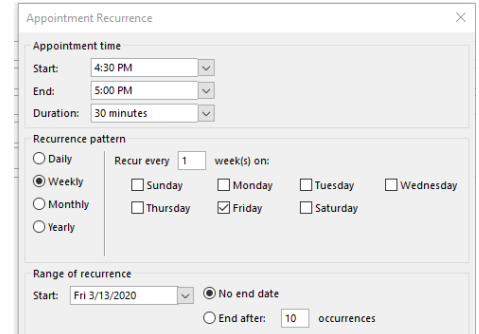 Appointment Recurrence
Appointment time
Start: 4:30 PM
End: 5:00 PM
Duration: 30 minutes
Recurrence pattern
Daily Recur every 1 week(s) on:
Weekly Sunday Monday Tuesday Wednesday
Monthly Thursday Friday Saturday
Yearly
Range of recurrence
Start: Fri 3/13/2020 No end date
End after: 10 occurrences